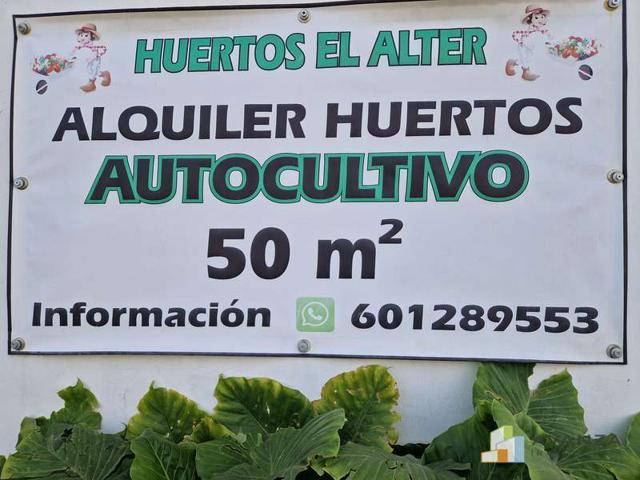 HUERTOS EL ALTER
ALQUILER HUERTOS
AUTOCULTIVO
50 m²
Información 601289553